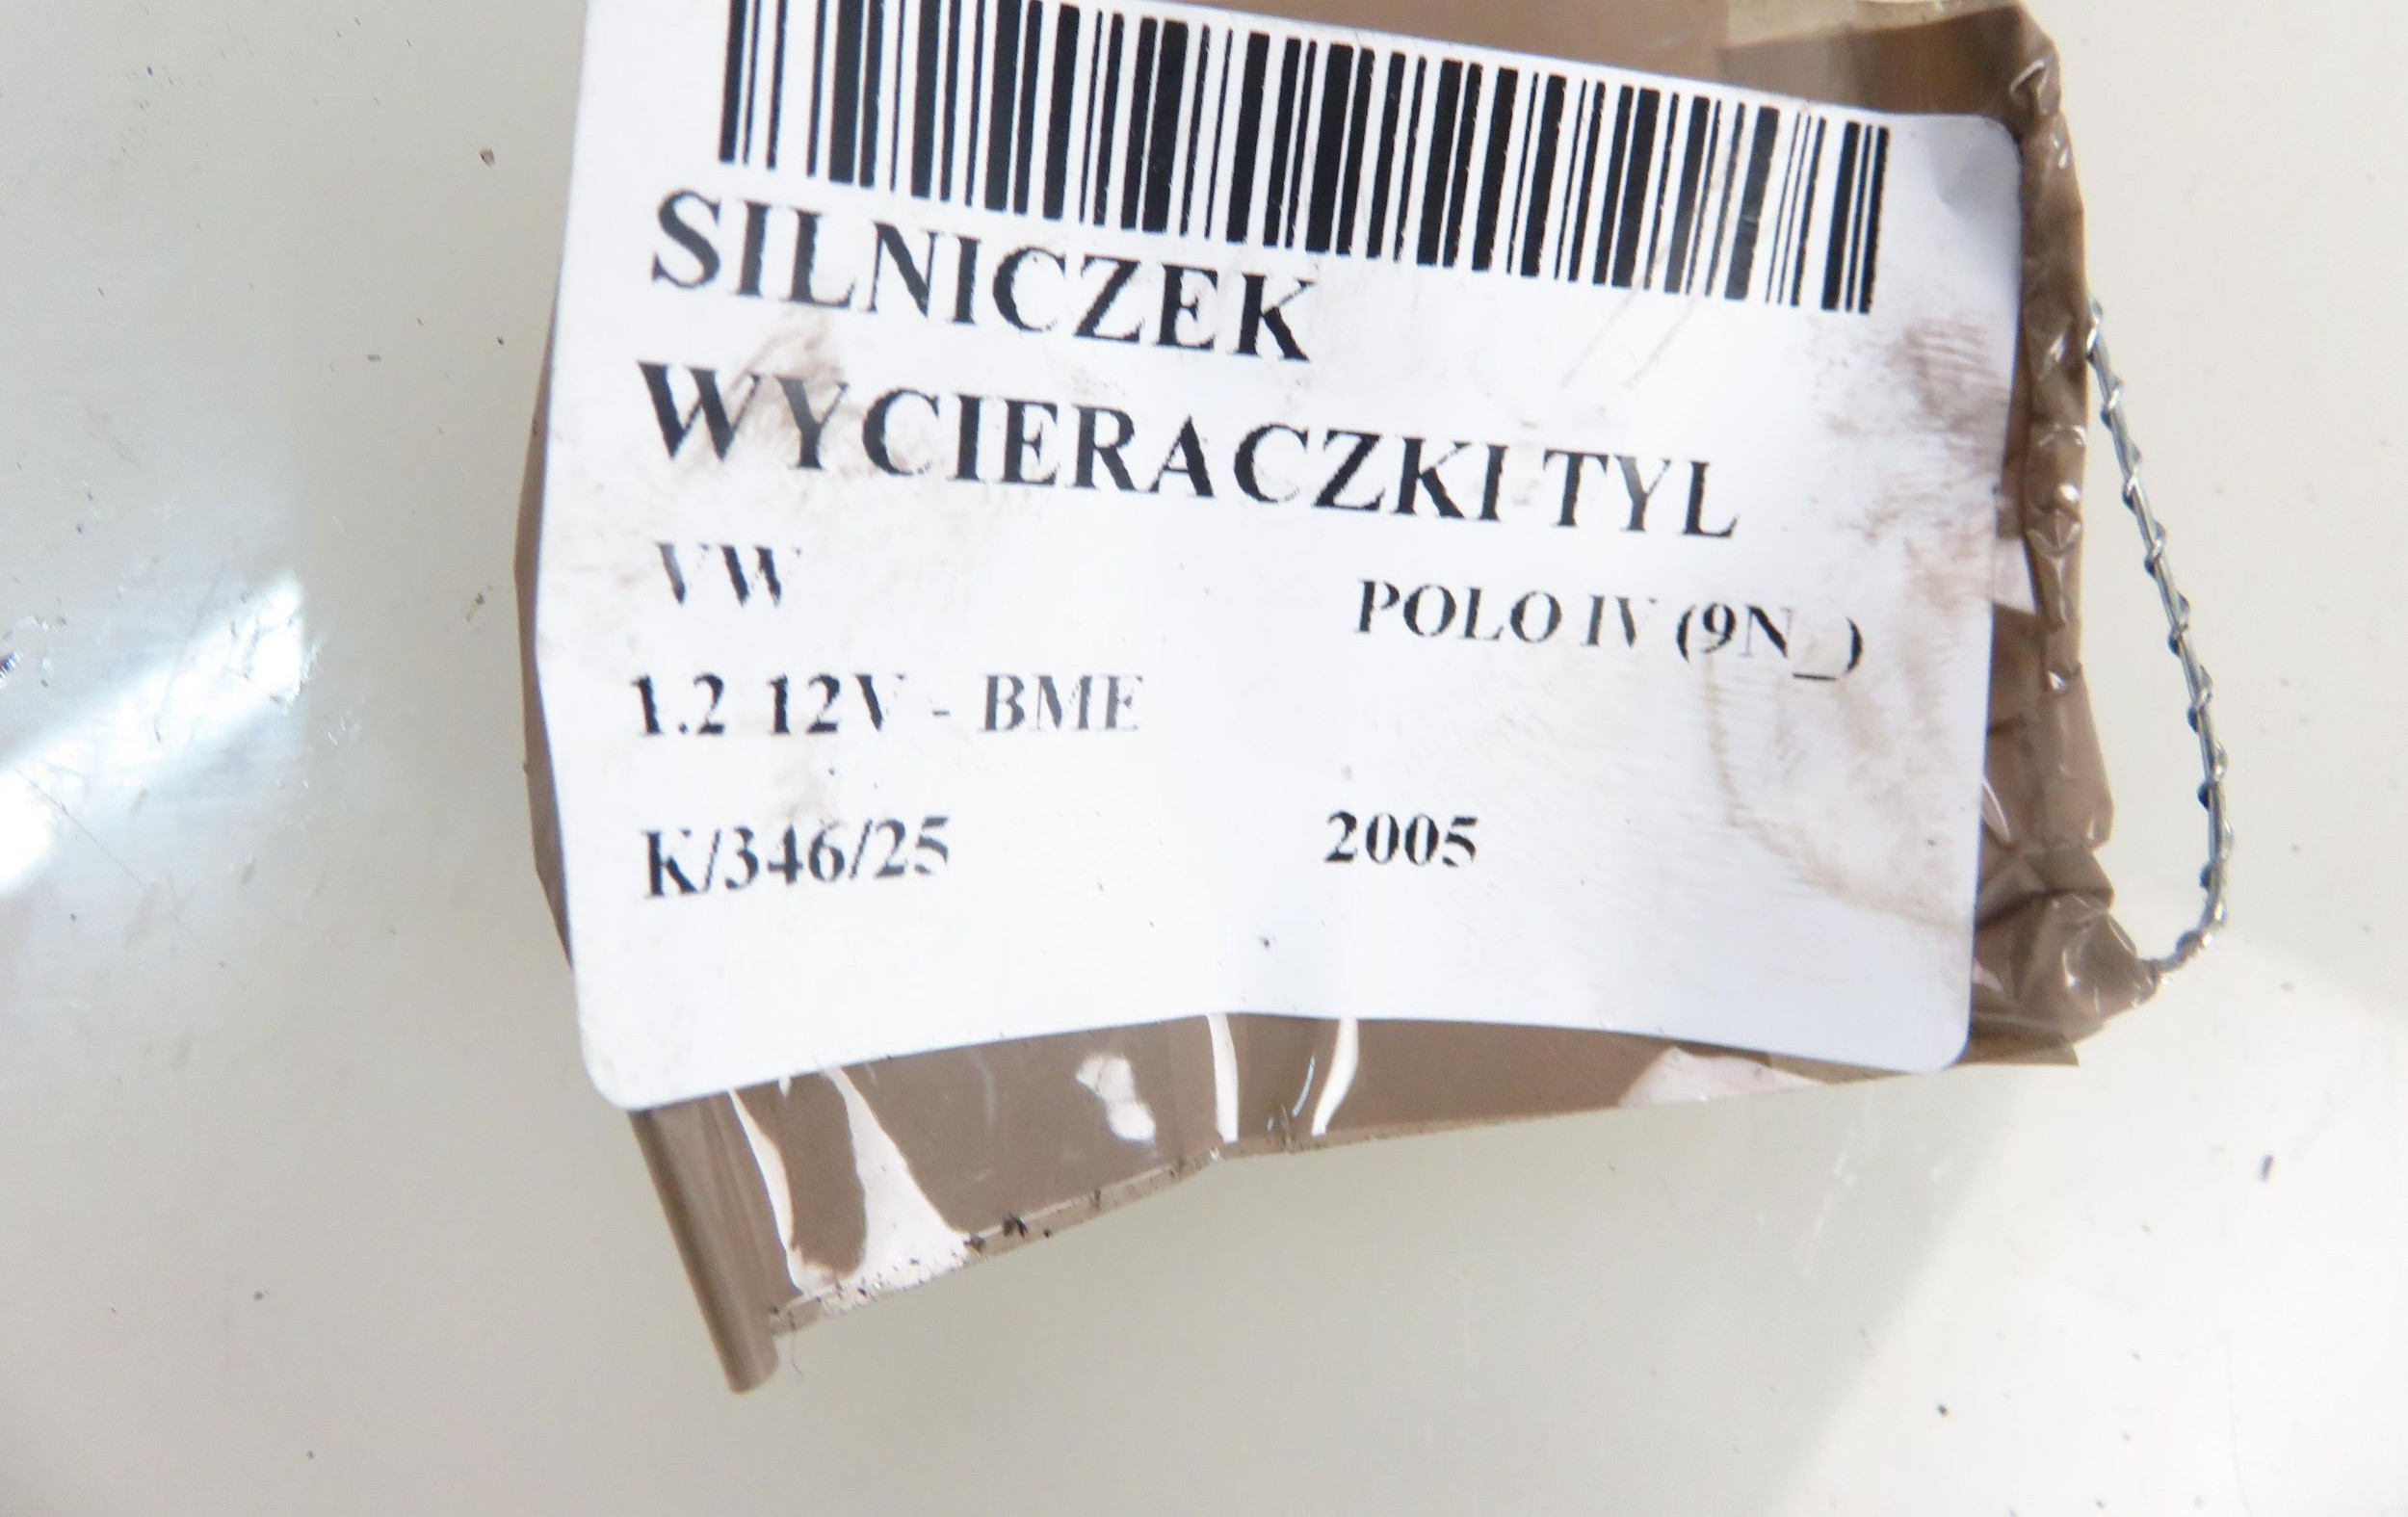 SILNICZEK
WYCIERACZKI TYL
VW POLO IV (9N_)
1.2 12V - BME
K/346/25 2005